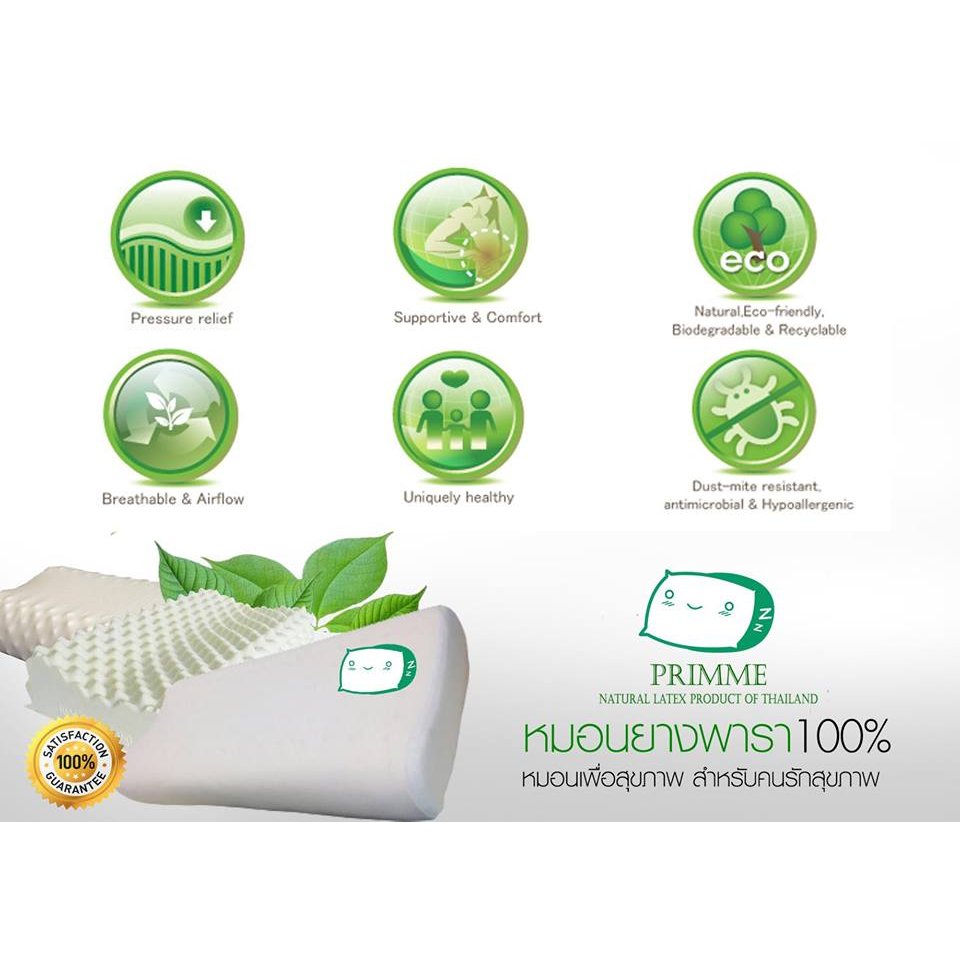 Pressure relief
Supportive & Comfort
eco
Natural,Eco-friendly,
Biodegradable & Recyclable
Breathable & Airflow
Uniquely healthy
Dust-mite resistant,
antimicrobial & Hypoallergenic
N
N
N
N
N
N
PRIMME
NATURAL LATEX PRODUCT OF THAILAND
หมอนยางพารา100%
หมอนเพื่อสุขภาพ สำหรับคนรักสุขภาพ
SATISFACTION
100%
GUARANTEE